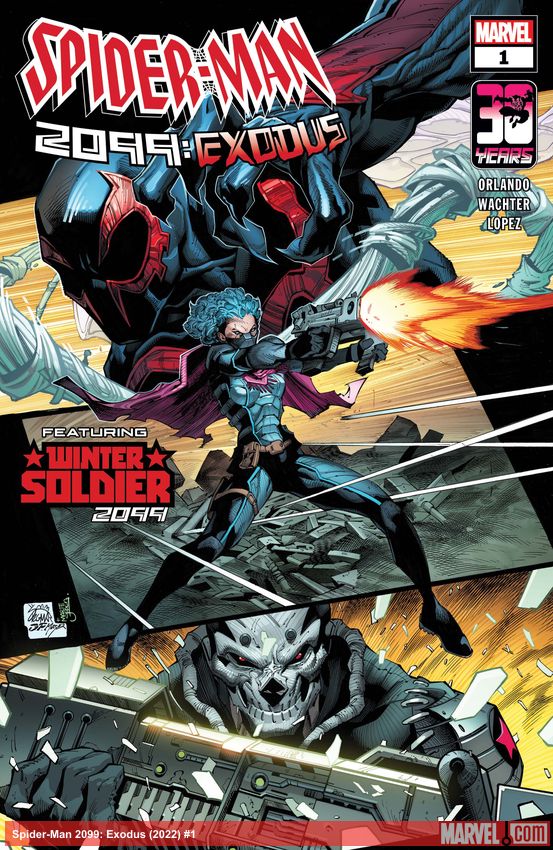 SPIDER-MAN
2099: EXODUS
MARVEL
1
30
YEARS
ORLANDO
WACHTER
LOPEZ
FEATURING
WINTER
SOLDIER
2099
Spider-Man 2099: Exodus (2022) #1
MARVEL.com